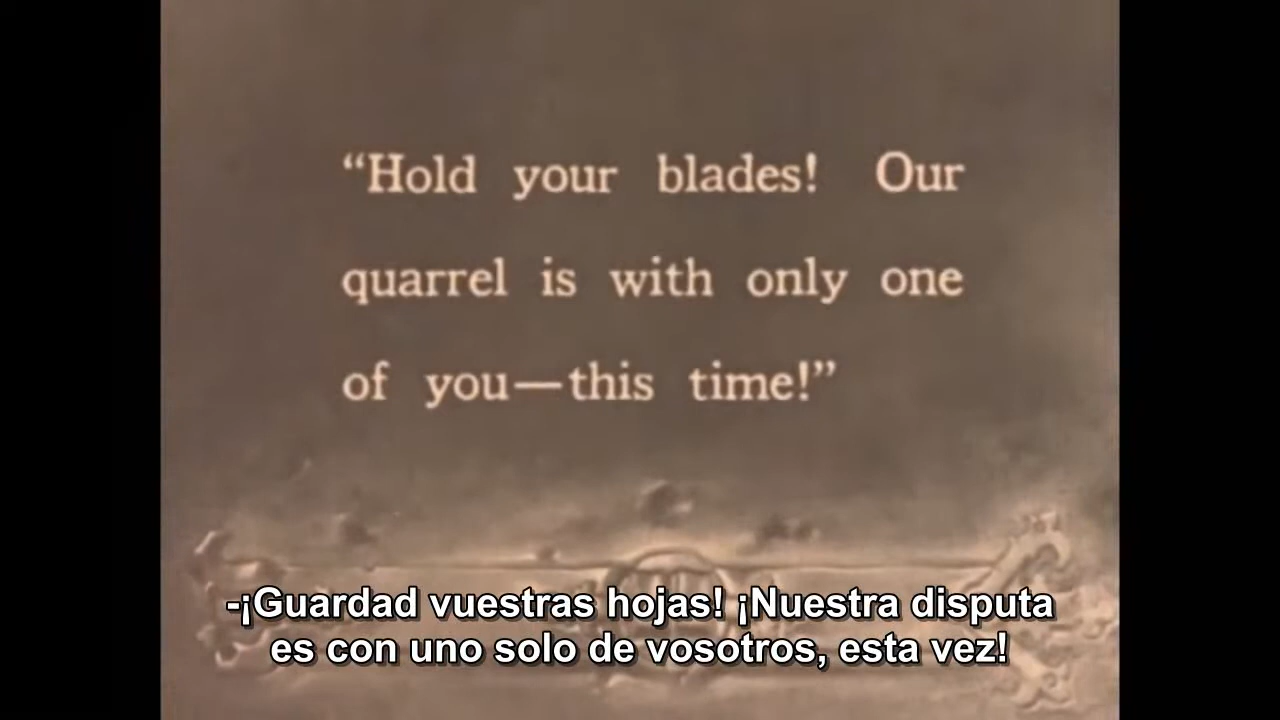 “Hold your blades! Our
quarrel is with only one
of you—this time!”
-¡Guardad vuestras hojas! ¡Nuestra disputa
es con uno solo de vosotros, esta vez!